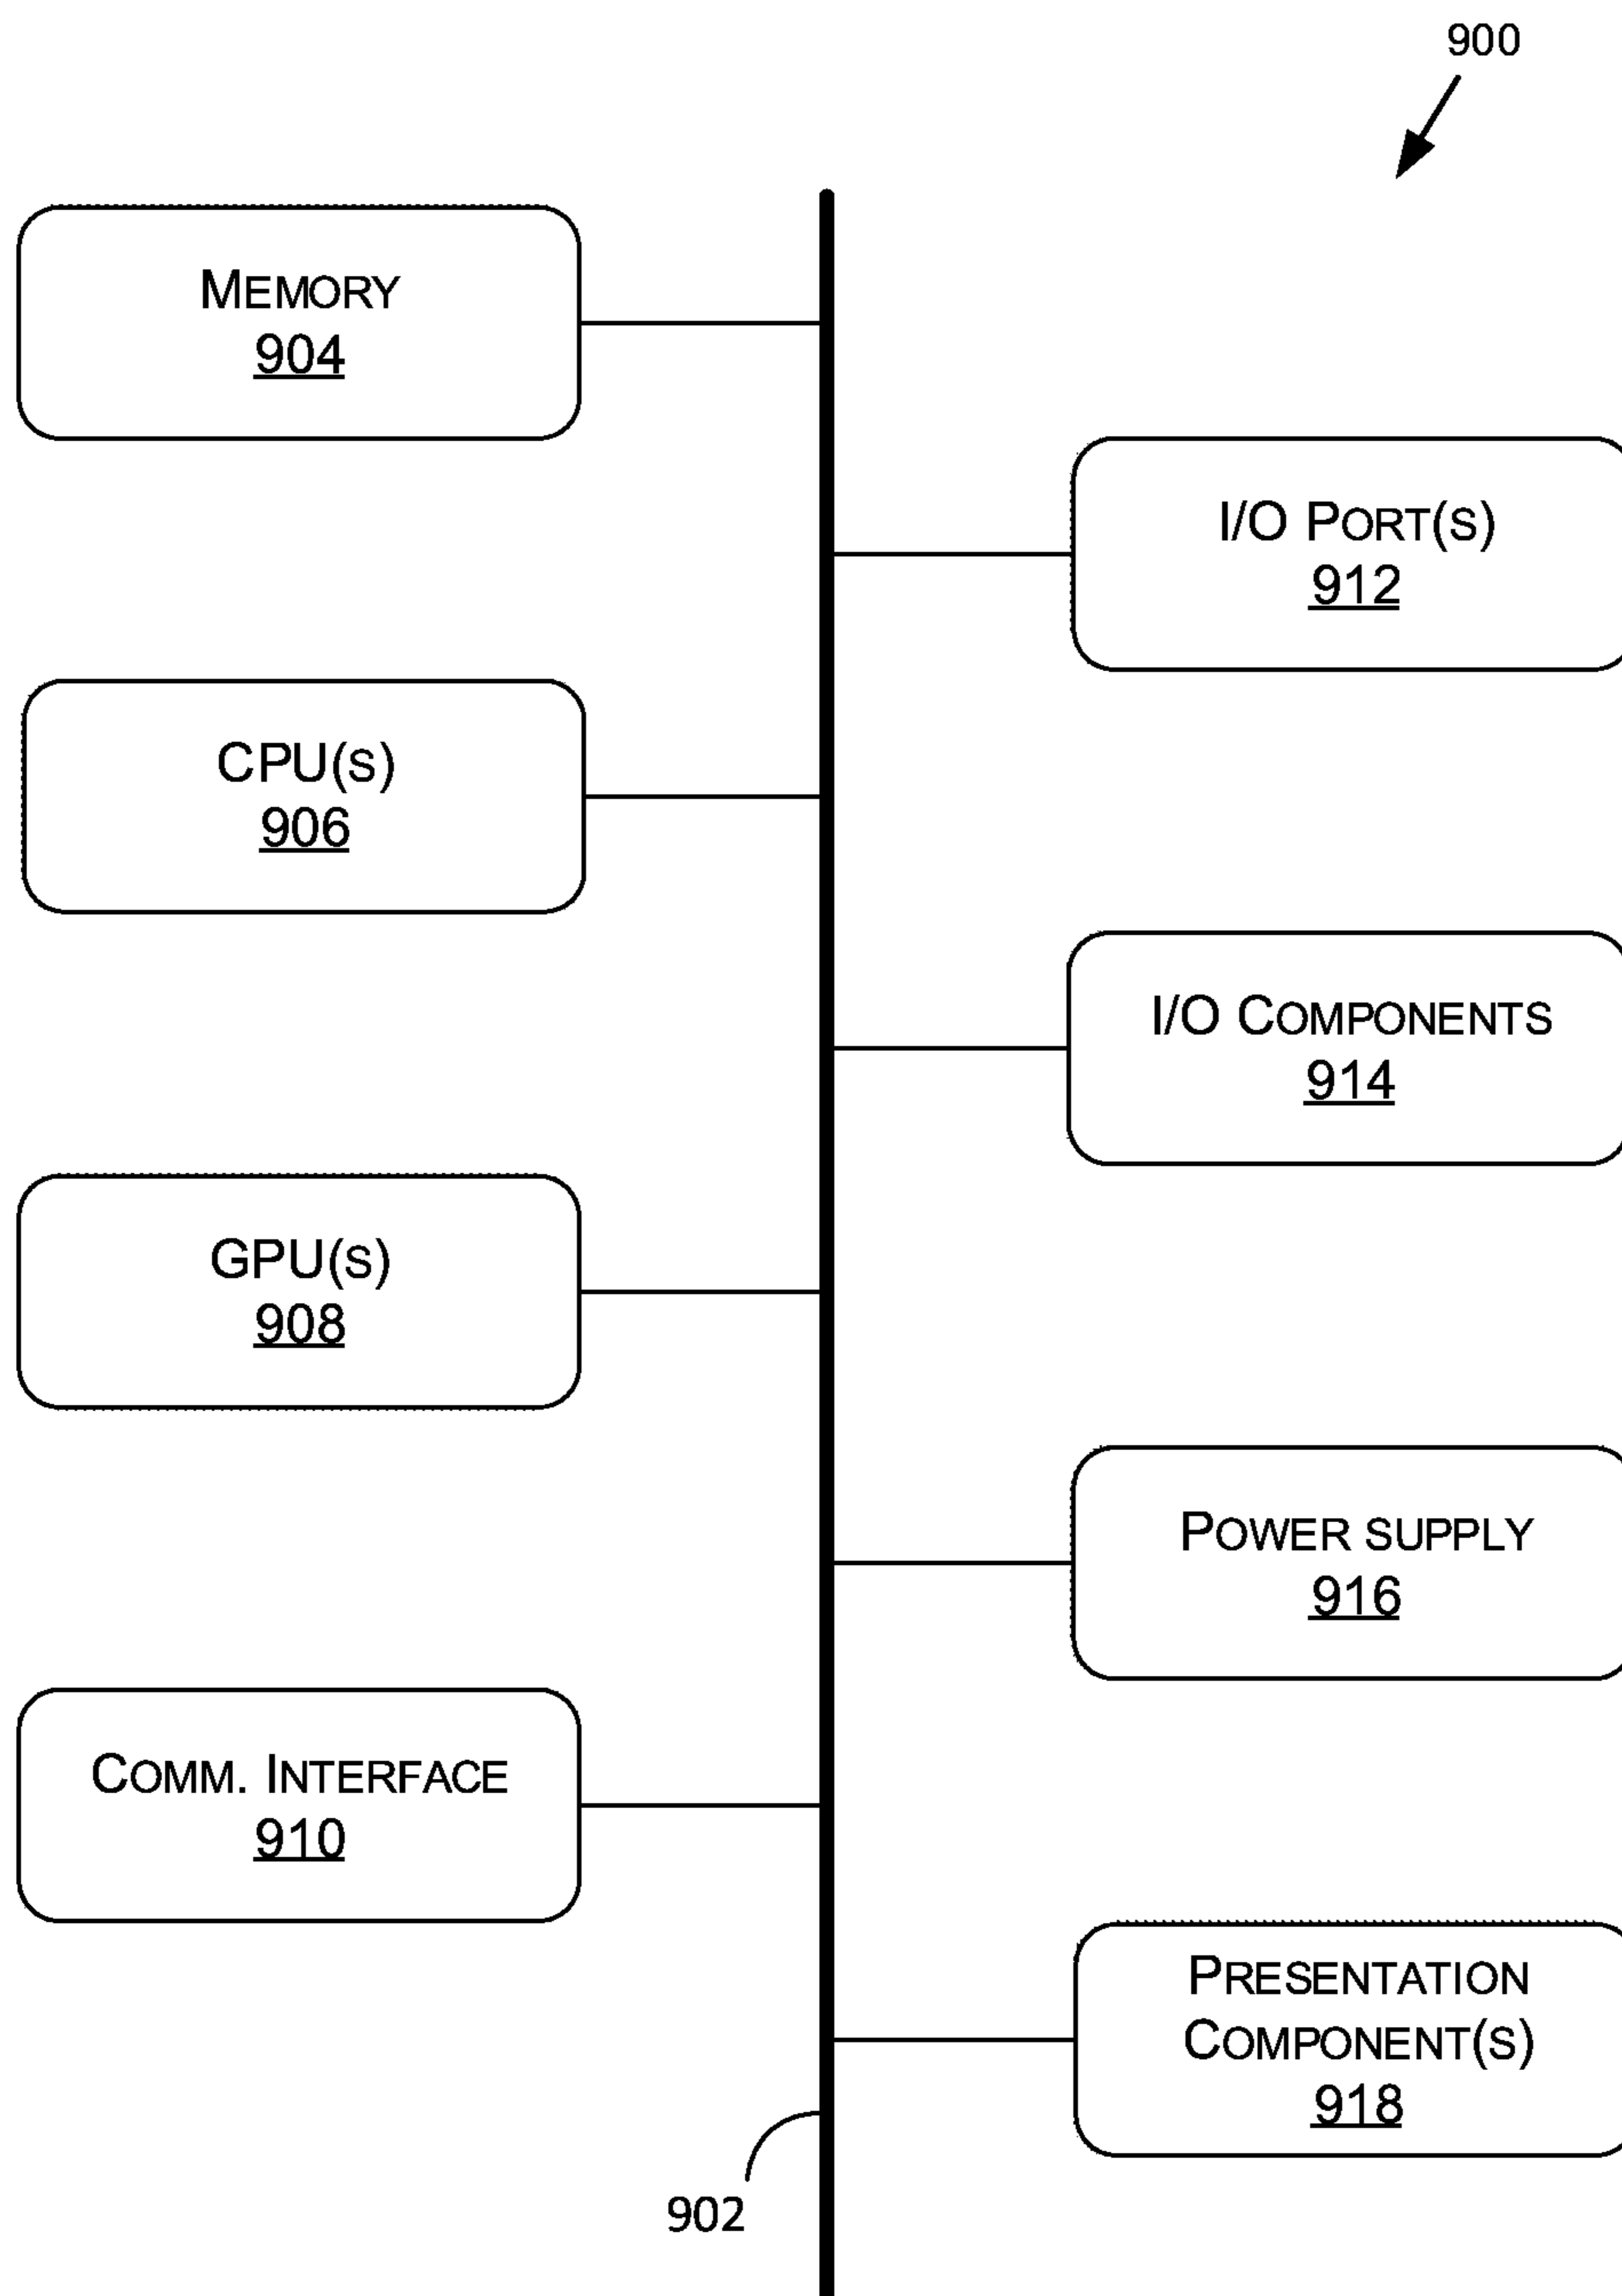 900
MEMORY
904
I/O PORT(S)
912
CPU(S)
906
I/O COMPONENTS
914
GPU(S)
908
POWER SUPPLY
916
COMM. INTERFACE
910
PRESENTATION
COMPONENT(S)
918
902